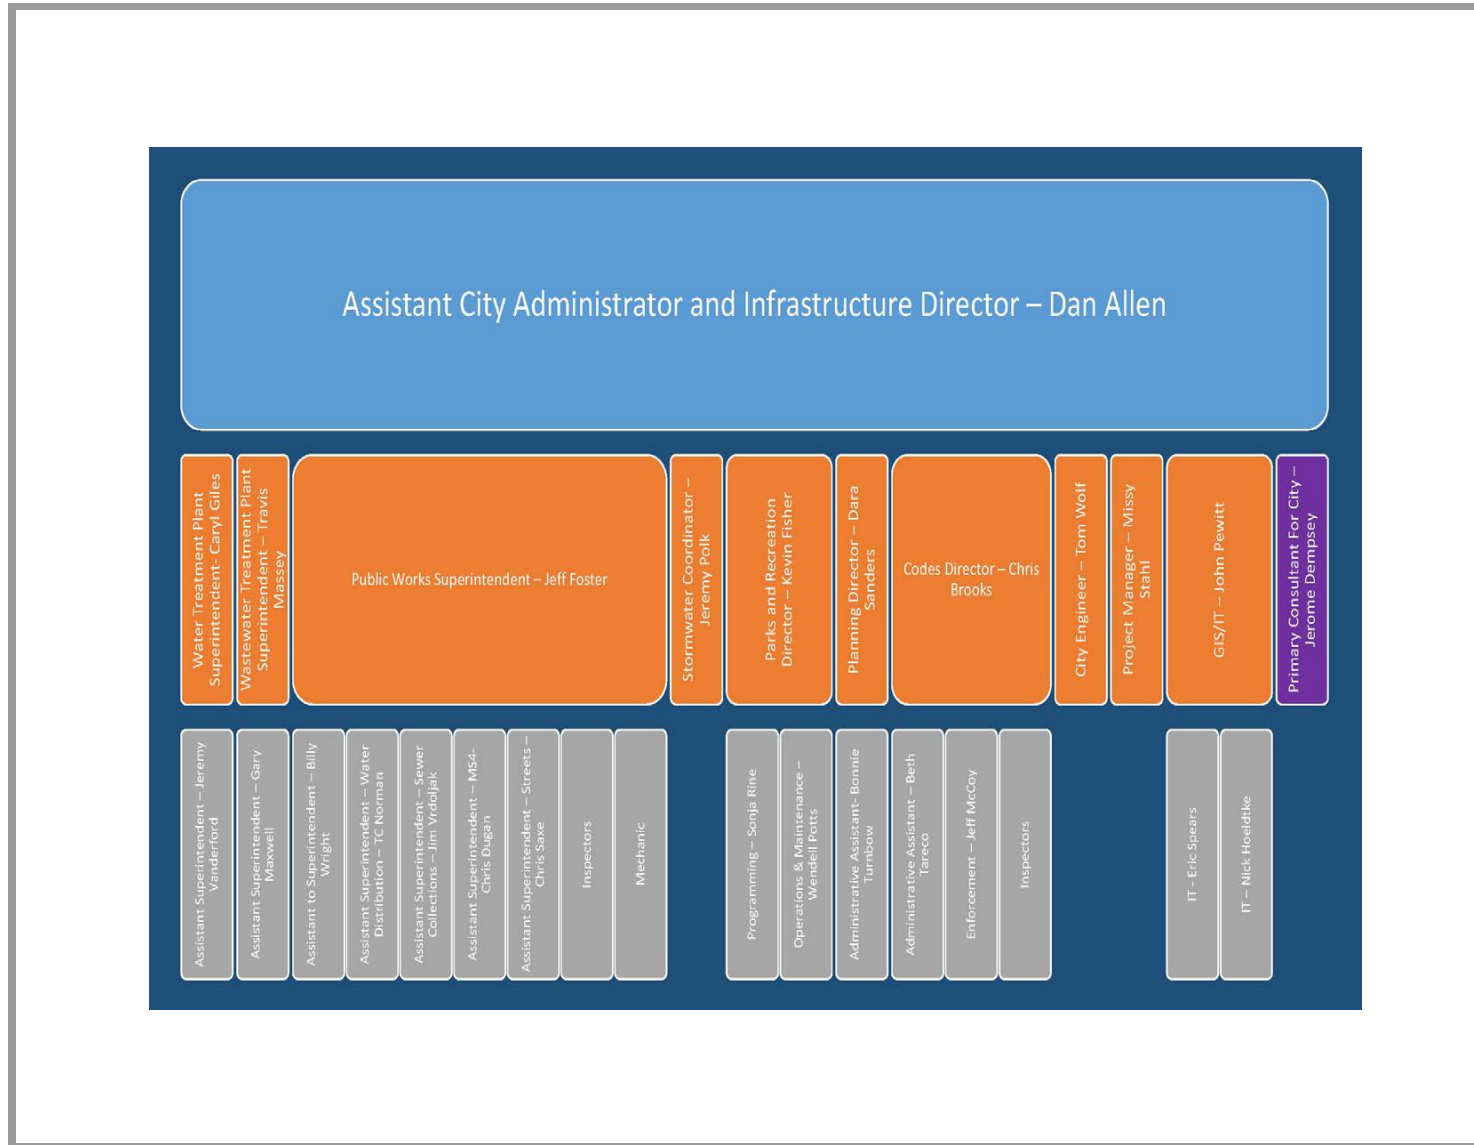 Assistant City Administrator and Infrastructure Director – Dan Allen
Water Treatment Plant
Superintendent- Caryl Giles
Wastewater Treatment Plant
Superintendent – Travis
Massey
Public Works Superintendent – Jeff Foster
Stormwater Coordinator –
Jeremy Polk
Parks and Recreation
Director – Kevin Fisher
Planning Director – Dara
Sanders
Codes Director – Chris
Brooks
City Engineer – Tom Wolf
Project Manager – Missy
Stahl
GIS/IT – John Pewitt
Primary Consultant For City –
Jerome Dempsey
Assistant Superintendent – Jeremy
Vanderford
Assistant Superintendent – Gary
Maxwell
Assistant to Superintendent – Billy
Wright
Assistant Superintendent – Water
Distribution – TC Norman
Assistant Superintendent – Sewer
Collections – Jim Vrdoljak
Assistant Superintendent – MS4-
Chris Dugan
Assistant Superintendent – Streets –
Chris Saxe
Inspectors
Mechanic
Programming – Sonja Rine
Operations & Maintenance –
Wendell Potts
Administrative Assistant- Bonnie
Turnbow
Administrative Assistant – Beth
Tareco
Enforcement – Jeff McCoy
Inspectors
IT - Eric Spears
IT – Nick Hoeldtke